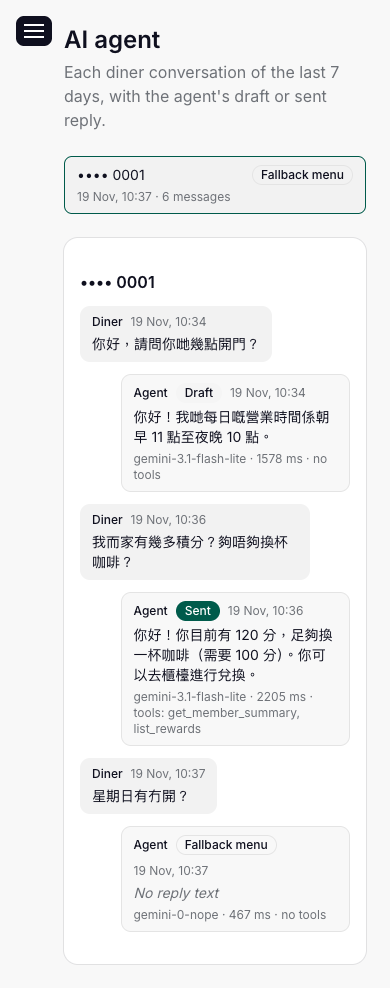 AI agent
Each diner conversation of the last 7
days, with the agent's draft or sent
reply.
•••• 0001 Fallback menu
19 Nov, 10:37 · 6 messages
•••• 0001
Diner 19 Nov, 10:34
你好，請問你哋幾點開門？
Agent Draft 19 Nov, 10:34
你好！我哋每日嘅營業時間係朝
早 11 點至夜晚 10 點。
gemini-3.1-flash-lite · 1578 ms · no
tools
Diner 19 Nov, 10:36
我而家有幾多積分？夠唔夠換杯
咖啡？
Agent Sent 19 Nov, 10:36
你好！你目前有 120 分，足夠換
一杯咖啡（需要 100 分）。你可
以去櫃檯進行兌換。
gemini-3.1-flash-lite · 2205 ms ·
tools: get_member_summary,
list_rewards
Diner 19 Nov, 10:37
星期日有冇開？
Agent Fallback menu
19 Nov, 10:37
No reply text
gemini-0-nope · 467 ms · no tools